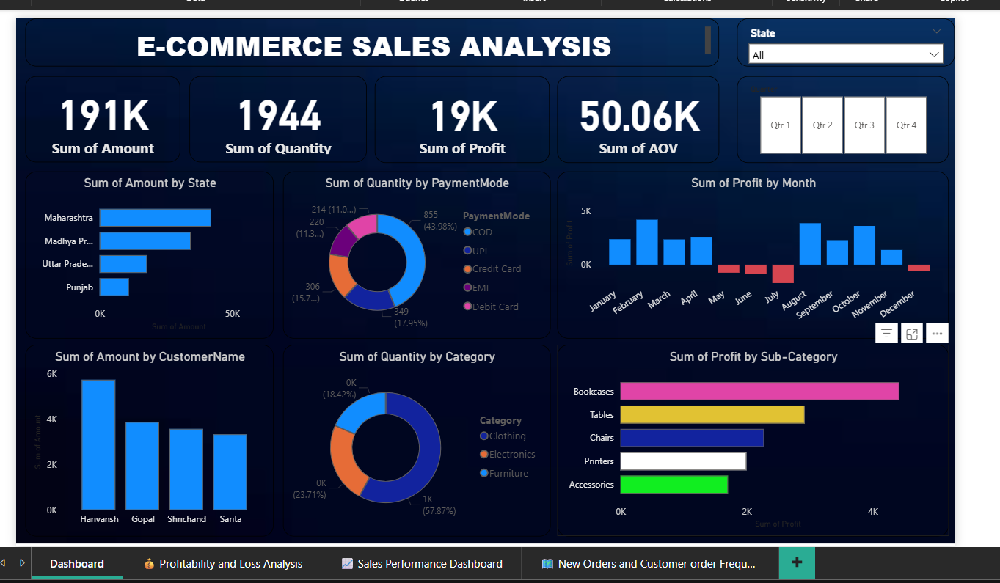 E-COMMERCE SALES ANALYSIS
State
All
191K
Sum of Amount
1944
Sum of Quantity
19K
Sum of Profit
50.06K
Sum of AOV
Qtr 1
Qtr 2
Qtr 3
Qtr 4
Sum of Amount by State
Maharashtra
Madhya Pr...
Uttar Prade...
Punjab
0K
50K
Sum of Amount
Sum of Quantity by PaymentMode
214 (11.0...)
220
(11.3...)
306
(15.7...)
855
(43.98%)
349
(17.95%)
PaymentMode
COD
UPI
Credit Card
EMI
Debit Card
Sum of Profit by Month
Sum of Profit
5K
0K
January
February
March
April
May
June
July
August
September
October
November
December
Sum of Amount by CustomerName
Sum of Amount
6K
4K
2K
0K
Harivansh
Gopal
Shrichand
Sarita
Sum of Quantity by Category
0K
(18.42%)
0K
(23.71%)
1K
(57.87%)
Category
Clothing
Electronics
Furniture
Sum of Profit by Sub-Category
Bookcases
Tables
Chairs
Printers
Accessories
0K
2K
4K
Sum of Profit
Dashboard
Profitability and Loss Analysis
Sales Performance Dashboard
New Orders and Customer order Frequ...